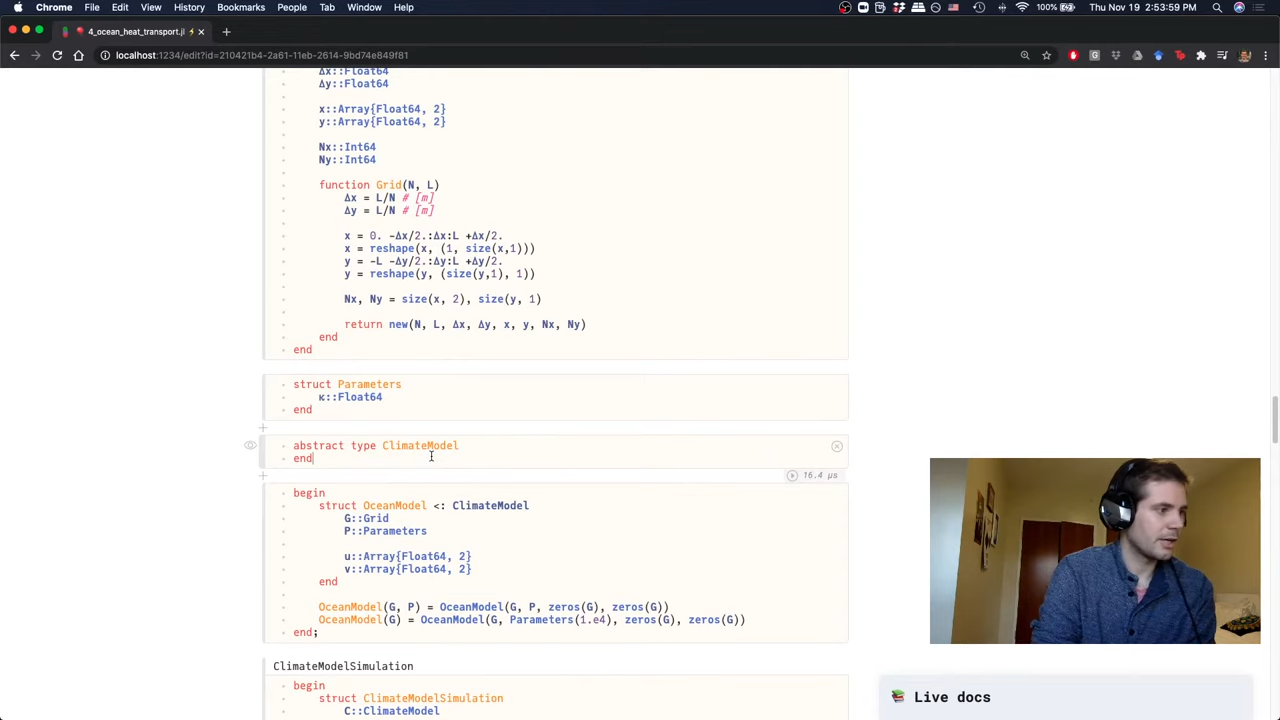 Chrome File Edit View History Bookmarks People Tab Window Help 100% Thu Nov 19 2:53:59 PM
4_ocean_heat_transport.jl
localhost:1234/edit?id=210421b4-2a61-11eb-2614-9bd74e849f81
Δx::Float64
Δy::Float64
x::Array{Float64, 2}
y::Array{Float64, 2}
Nx::Int64
Ny::Int64
function Grid(N, L)
Δx = L/N # [m]
Δy = L/N # [m]
x = 0. -Δx/2.:Δx:L +Δx/2.
x = reshape(x, (1, size(x,1)))
y = -L -Δy/2.:Δy:L +Δy/2.
y = reshape(y, (size(y,1), 1))
Nx, Ny = size(x, 2), size(y, 1)
return new(N, L, Δx, Δy, x, y, Nx, Ny)
end
end
struct Parameters
κ::Float64
end
abstract type ClimateModel
end
16.4 μs
begin
struct OceanModel <: ClimateModel
G::Grid
P::Parameters
u::Array{Float64, 2}
v::Array{Float64, 2}
end
OceanModel(G, P) = OceanModel(G, P, zeros(G), zeros(G))
OceanModel(G) = OceanModel(G, Parameters(1.e4), zeros(G), zeros(G))
end;
ClimateModelSimulation
begin
struct ClimateModelSimulation
C::ClimateModel
Live docs